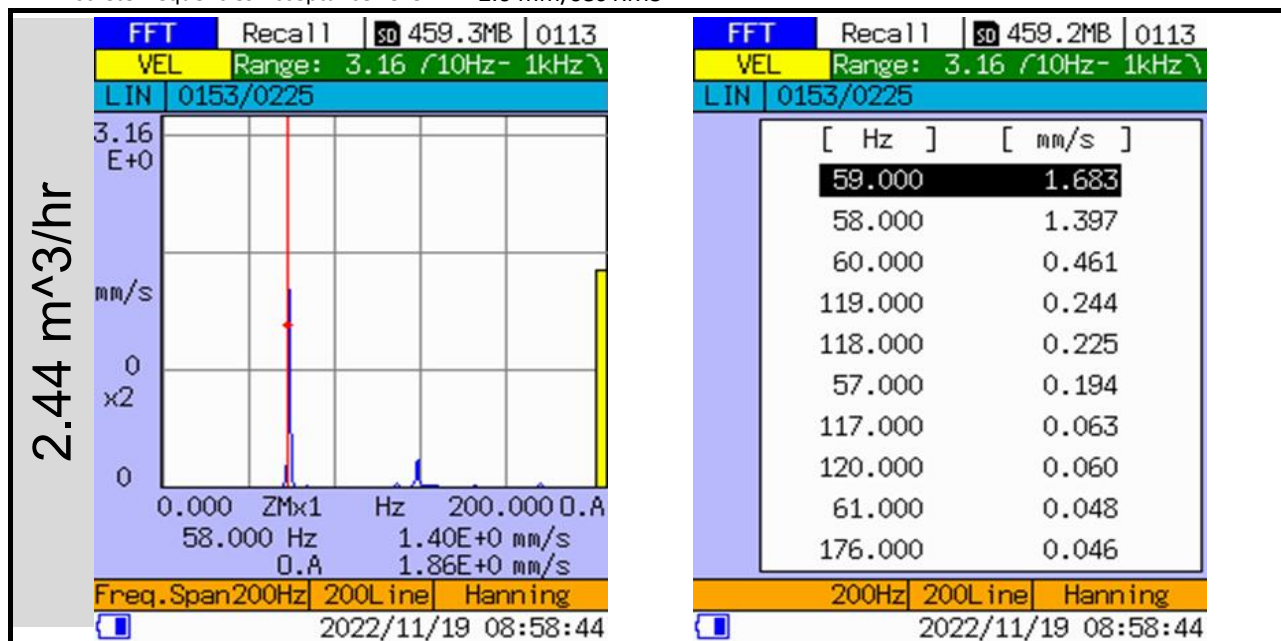 FFT Recall SD 459.3MB 0113
VEL Range: 3.16 /10Hz- 1kHz\
LIN 0153/0225
3.16
E+0
mm/s
0
x2
0
0.000 ZMx1 Hz 200.000 O.A
58.000 Hz 1.40E+0 mm/s
O.A 1.86E+0 mm/s
Freq.Span200Hz 200Line Hanning
2022/11/19 08:58:44
FFT Recall SD 459.2MB 0113
VEL Range: 3.16 /10Hz- 1kHz\
LIN 0153/0225
[ Hz ] [ mm/s ]
59.000 1.683
58.000 1.397
60.000 0.461
119.000 0.244
118.000 0.225
57.000 0.194
117.000 0.063
120.000 0.060
61.000 0.048
176.000 0.046
200Hz 200Line Hanning
2022/11/19 08:58:44
2.44 m^3/hr